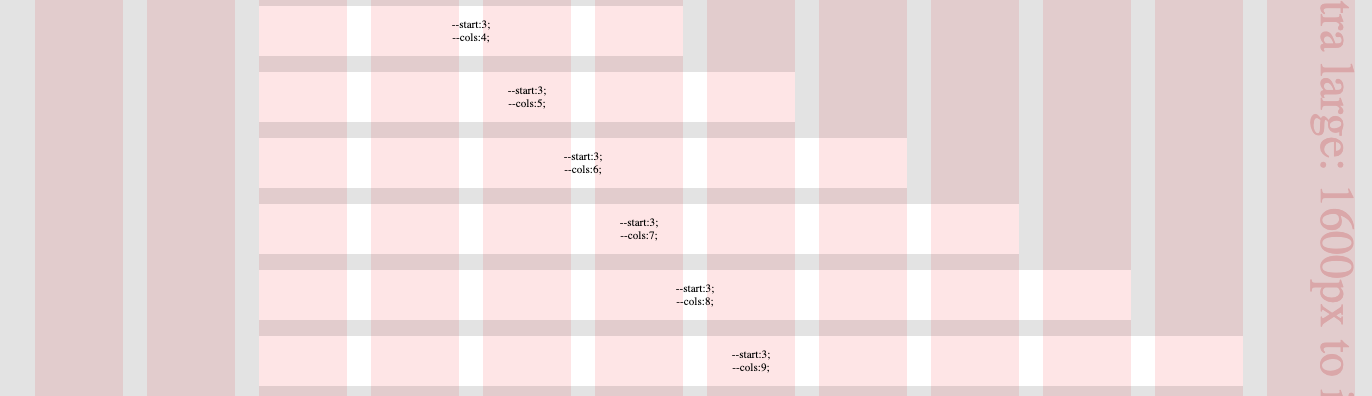 --start:3;
--cols:4;
--start:3;
--cols:5;
--start:3;
--cols:6;
--start:3;
--cols:7;
--start:3;
--cols:8;
--start:3;
--cols:9;
tra large: 1600px to i